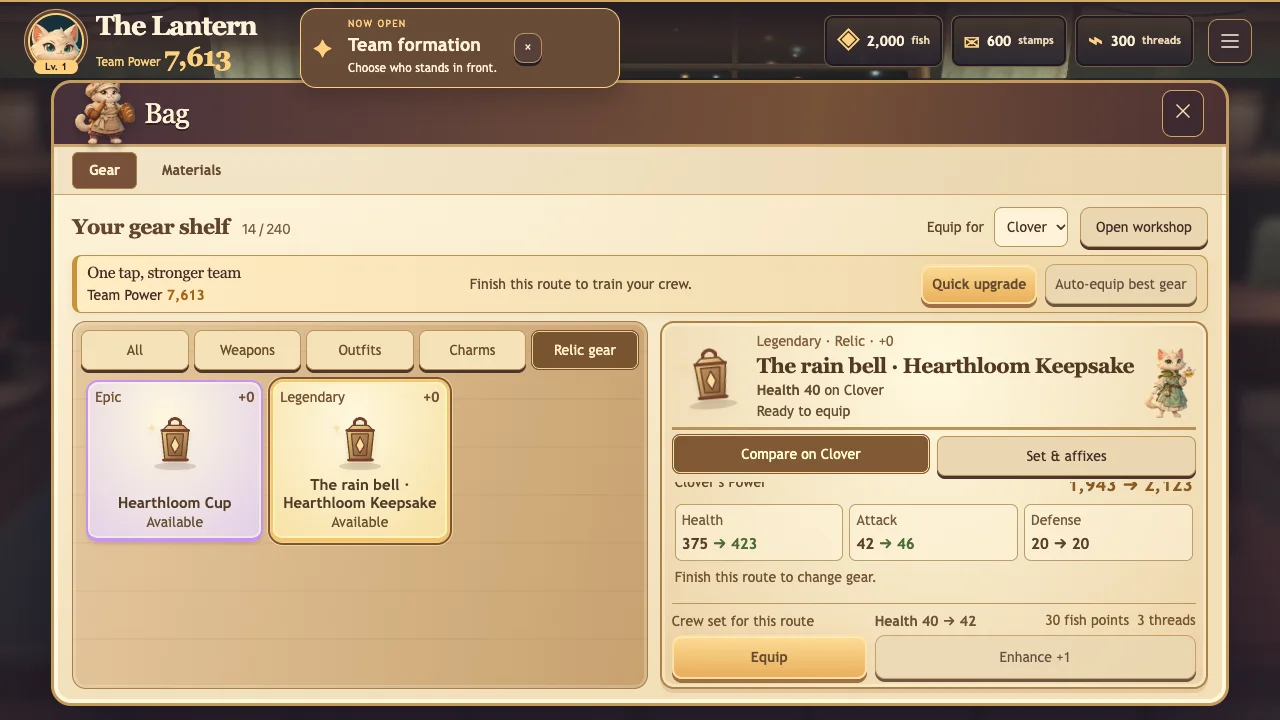 The Lantern
Lv. 1
Team Power 7,613
NOW OPEN
Team formation
Choose who stands in front.
×
2,000 fish
600 stamps
300 threads
Bag
Gear
Materials
Your gear shelf 14 / 240
Equip for
Clover
Open workshop
One tap, stronger team
Team Power 7,613
Finish this route to train your crew.
Quick upgrade
Auto-equip best gear
All
Weapons
Outfits
Charms
Relic gear
Epic +0
Hearthloom Cup
Available
Legendary +0
The rain bell ·
Hearthloom Keepsake
Available
Legendary · Relic · +0
The rain bell · Hearthloom Keepsake
Health 40 on Clover
Ready to equip
Compare on Clover
Set & affixes
Clover's Power 1,943 → 2,123
Health
375 → 423
Attack
42 → 46
Defense
20 → 20
Finish this route to change gear.
Crew set for this route
Health 40 → 42
30 fish points 3 threads
Equip
Enhance +1